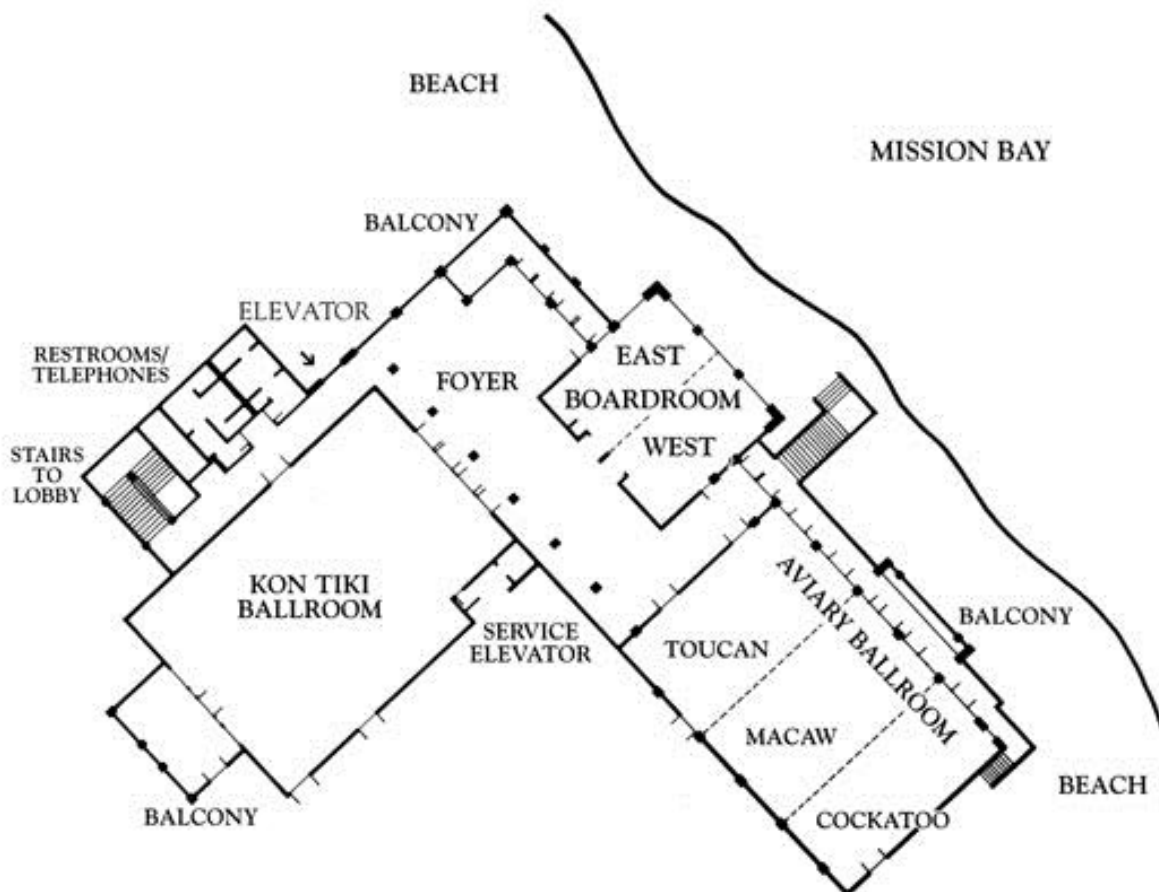 BEACH
MISSION BAY
BALCONY
ELEVATOR
RESTROOMS/
TELEPHONES
EAST
FOYER
BOARDROOM
WEST
STAIRS
TO
LOBBY
KON TIKI
BALLROOM
AVIARY BALLROOM
BALCONY
SERVICE
ELEVATOR
TOUCAN
MACAW
BEACH
BALCONY
COCKATOO